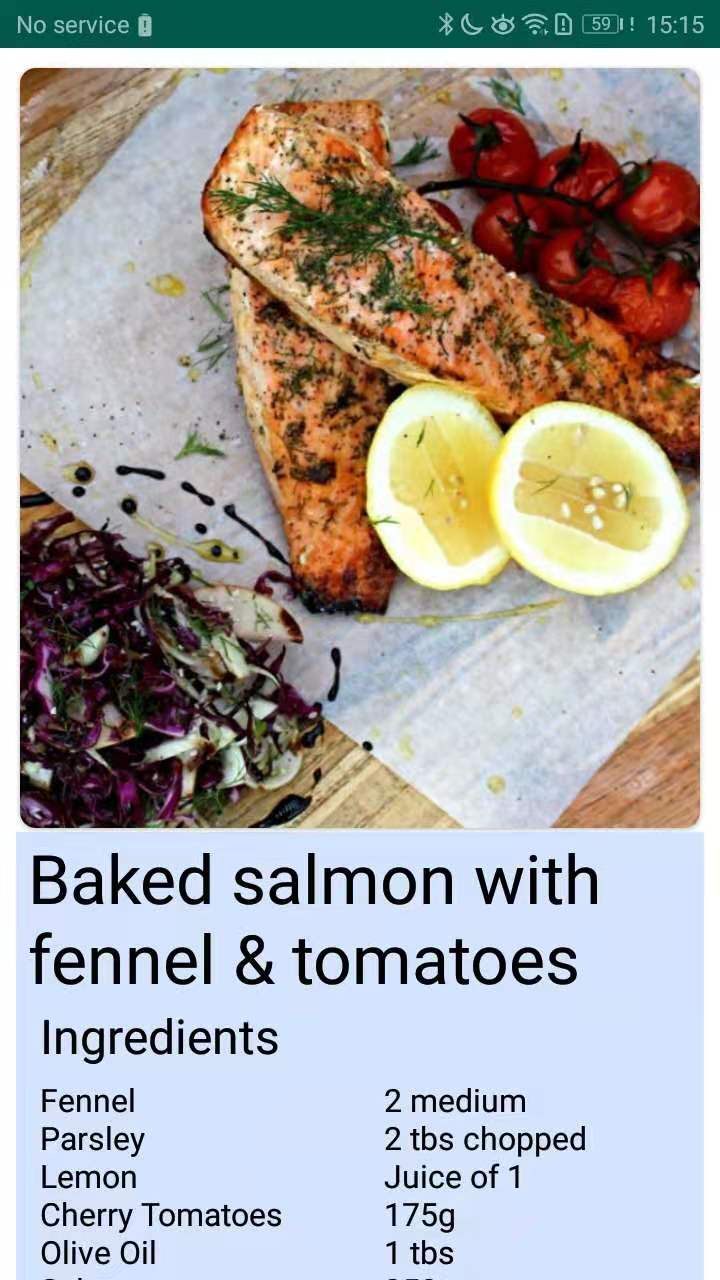 No service 59 ! 15:15
Baked salmon with
fennel & tomatoes
Ingredients
Fennel 2 medium
Parsley 2 tbs chopped
Lemon Juice of 1
Cherry Tomatoes 175g
Olive Oil 1 tbs